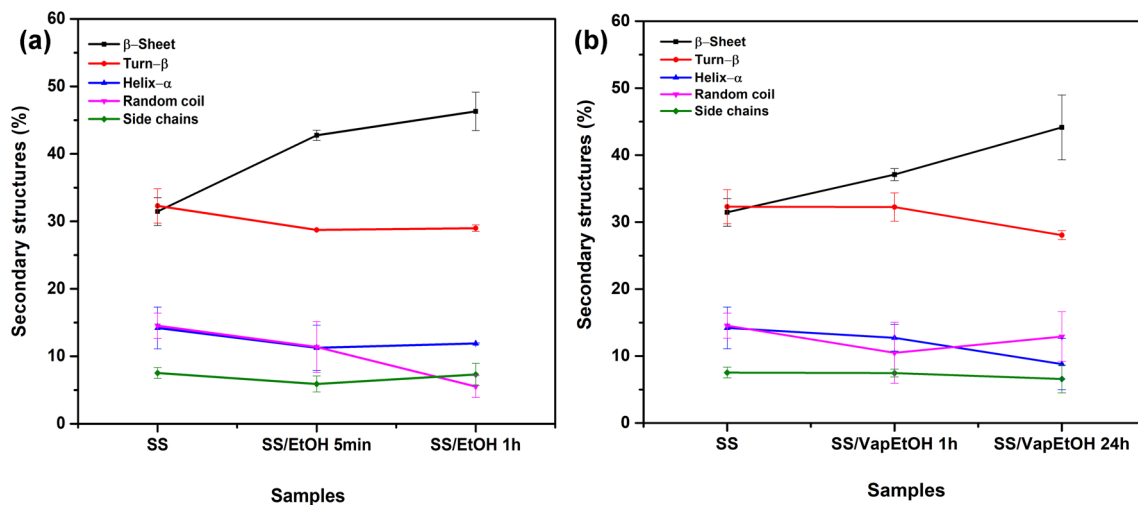 (a)
β–Sheet
Turn–β
Helix–α
Random coil
Side chains
Secondary structures (%)
60
50
40
30
20
10
0
SS
SS/EtOH 5min
SS/EtOH 1h
Samples
(b)
β–Sheet
Turn–β
Helix–α
Random coil
Side chains
Secondary structures (%)
60
50
40
30
20
10
0
SS
SS/VapEtOH 1h
SS/VapEtOH 24h
Samples